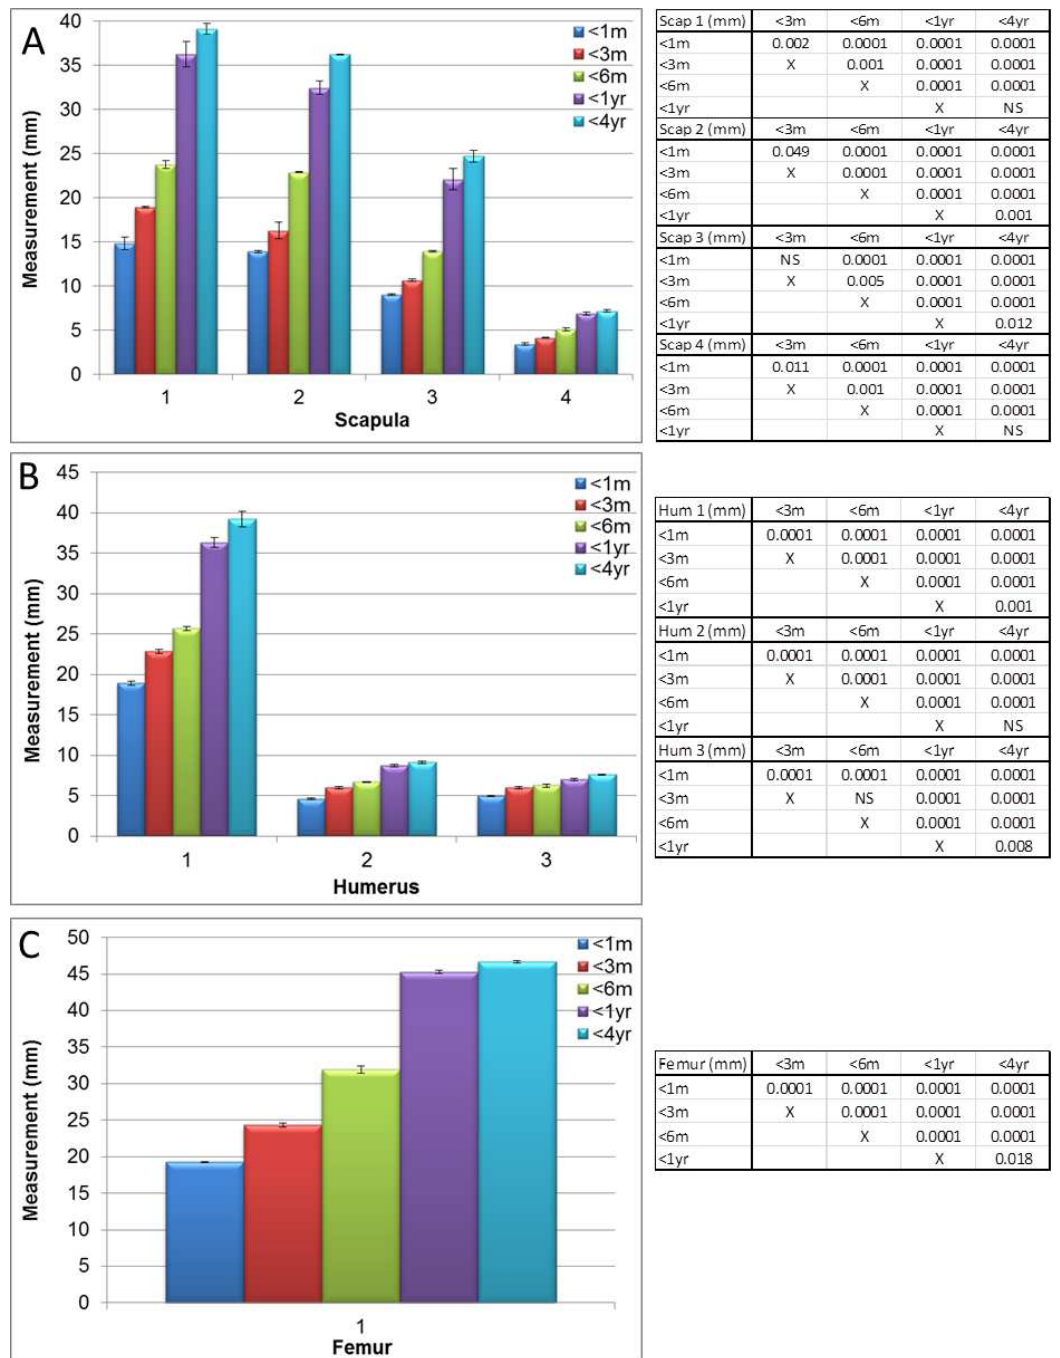 A
Measurement (mm)
40
35
30
25
20
15
10
5
0
<1m
<3m
<6m
<1yr
<4yr
1 2 3 4
Scapula
Scap 1 (mm) <3m <6m <1yr <4yr
<1m 0.002 0.0001 0.0001 0.0001
<3m X 0.001 0.0001 0.0001
<6m X 0.0001 0.0001
<1yr X NS
Scap 2 (mm) <3m <6m <1yr <4yr
<1m 0.049 0.0001 0.0001 0.0001
<3m X 0.0001 0.0001 0.0001
<6m X 0.0001 0.0001
<1yr X 0.001
Scap 3 (mm) <3m <6m <1yr <4yr
<1m NS 0.0001 0.0001 0.0001
<3m X 0.005 0.0001 0.0001
<6m X 0.0001 0.0001
<1yr X 0.012
Scap 4 (mm) <3m <6m <1yr <4yr
<1m 0.011 0.0001 0.0001 0.0001
<3m X 0.001 0.0001 0.0001
<6m X 0.0001 0.0001
<1yr X NS
B
Measurement (mm)
45
40
35
30
25
20
15
10
5
0
<1m
<3m
<6m
<1yr
<4yr
1 2 3
Humerus
Hum 1 (mm) <3m <6m <1yr <4yr
<1m 0.0001 0.0001 0.0001 0.0001
<3m X 0.0001 0.0001 0.0001
<6m X 0.0001 0.0001
<1yr X 0.001
Hum 2 (mm) <3m <6m <1yr <4yr
<1m 0.0001 0.0001 0.0001 0.0001
<3m X 0.0001 0.0001 0.0001
<6m X 0.0001 0.0001
<1yr X NS
Hum 3 (mm) <3m <6m <1yr <4yr
<1m 0.0001 0.0001 0.0001 0.0001
<3m X NS 0.0001 0.0001
<6m X 0.0001 0.0001
<1yr X 0.008
C
Measurement (mm)
50
45
40
35
30
25
20
15
10
5
0
<1m
<3m
<6m
<1yr
<4yr
1
Femur
Femur (mm) <3m <6m <1yr <4yr
<1m 0.0001 0.0001 0.0001 0.0001
<3m X 0.0001 0.0001 0.0001
<6m X 0.0001 0.0001
<1yr X 0.018